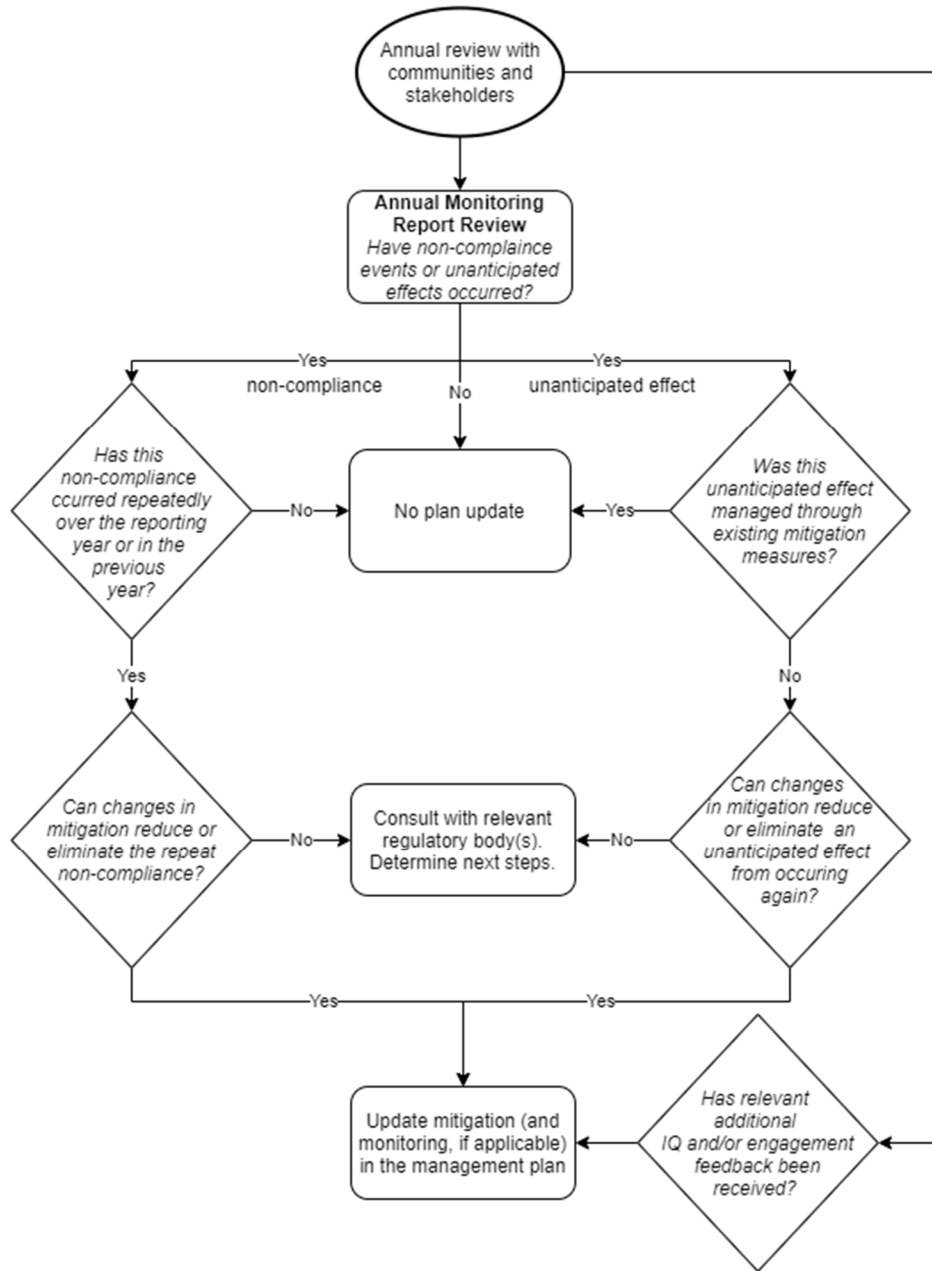 Annual review with
communities and
stakeholders
Annual Monitoring
Report Review
Have non-complaince
events or unanticipated
effects occurred?
Yes
Yes
non-compliance
No
unanticipated effect
Has this
non-compliance
ccurred repeatedly
over the reporting
year or in the
previous
year?
No
No plan update
Yes
Was this
unanticipated effect
managed through
existing mitigation
measures?
Yes
No
Can changes in
mitigation reduce or
eliminate the repeat
non-compliance?
No
Consult with relevant
regulatory body(s).
Determine next steps.
No
Can changes
in mitigation reduce
or eliminate an
unanticipated effect
from occuring
again?
Yes
Yes
Update mitigation (and
monitoring, if applicable)
in the management plan
Has relevant
additional
IQ and/or engagement
feedback been
received?